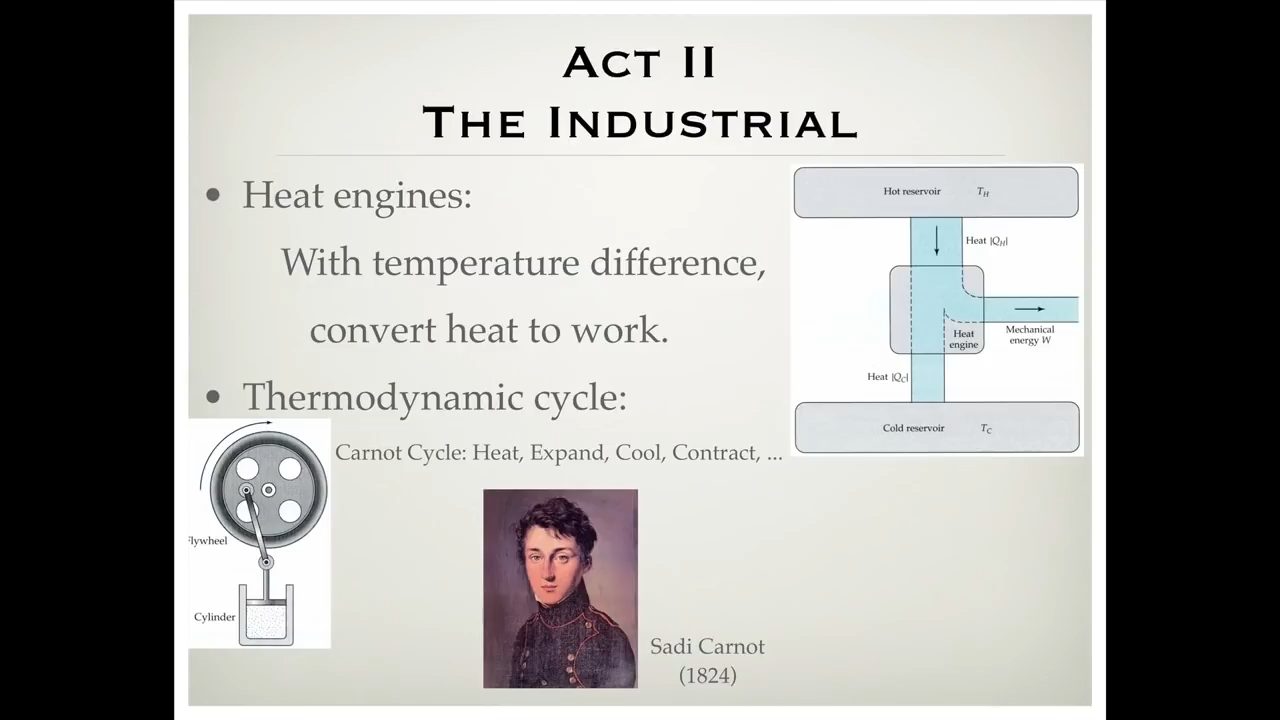 ACT II
THE INDUSTRIAL
• Heat engines:
With temperature difference,
convert heat to work.
• Thermodynamic cycle:
Carnot Cycle: Heat, Expand, Cool, Contract, ...
Hot reservoir T_H
Heat |Q_H|
Heat
engine
Mechanical
energy W
Heat |Q_C|
Cold reservoir T_C
Flywheel
Cylinder
Sadi Carnot
(1824)